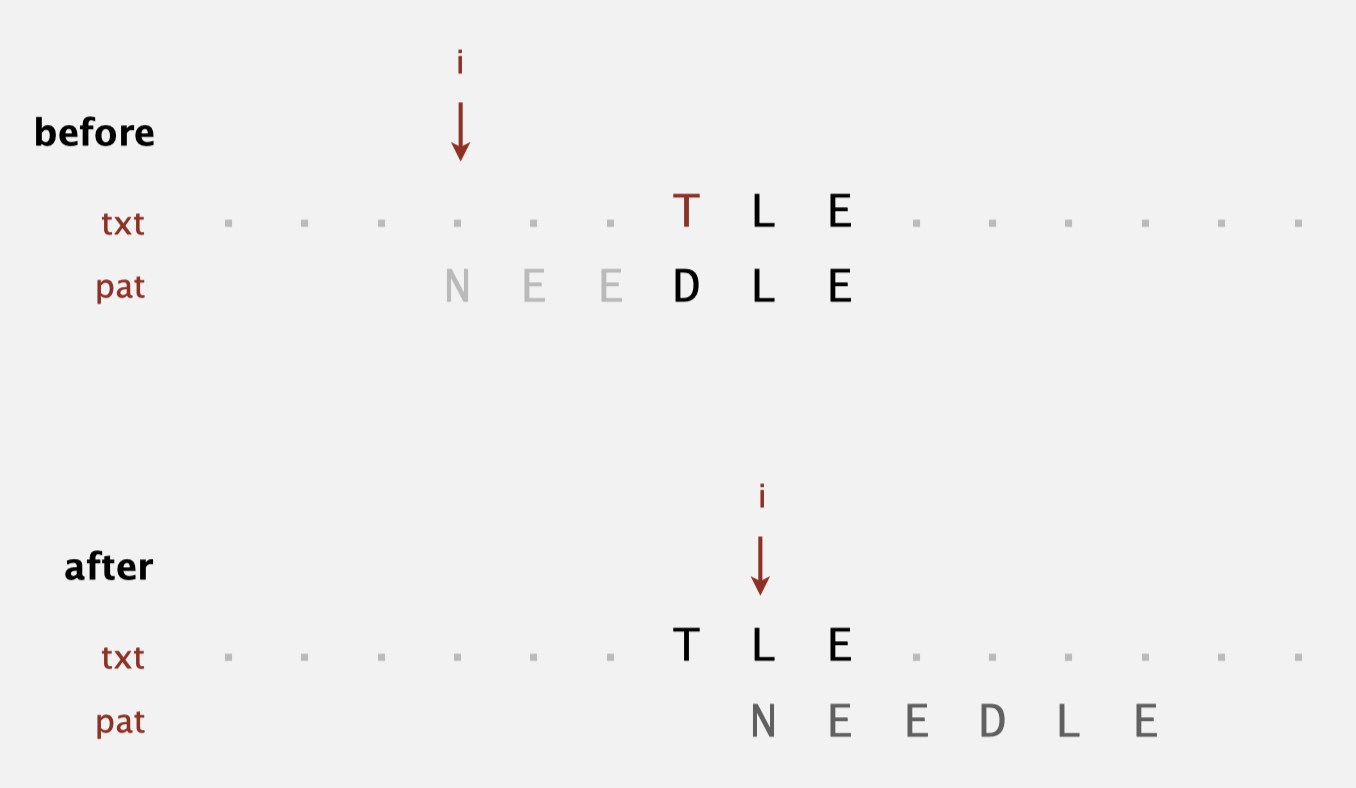 i
before
txt . . . . . . T L E . . . . . .
pat N E E D L E
i
after
txt . . . . . . T L E . . . . . .
pat N E E D L E